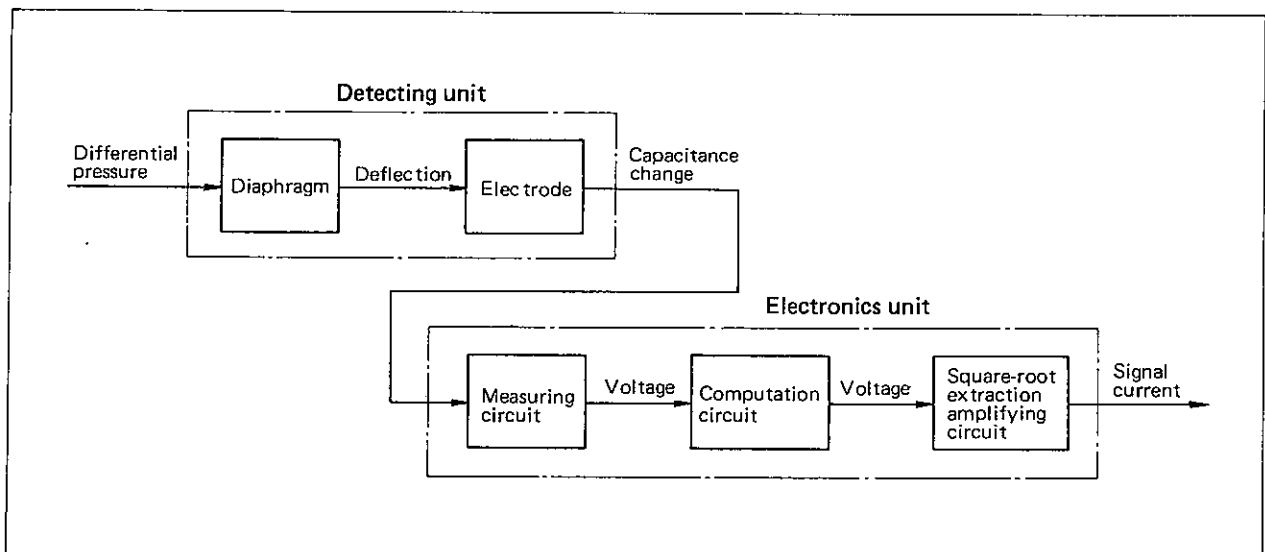 Detecting unit
Differential
pressure
Diaphragm
Deflection
Electrode
Capacitance
change
Electronics unit
Measuring
circuit
Voltage
Computation
circuit
Voltage
Square-root
extraction
amplifying
circuit
Signal
current